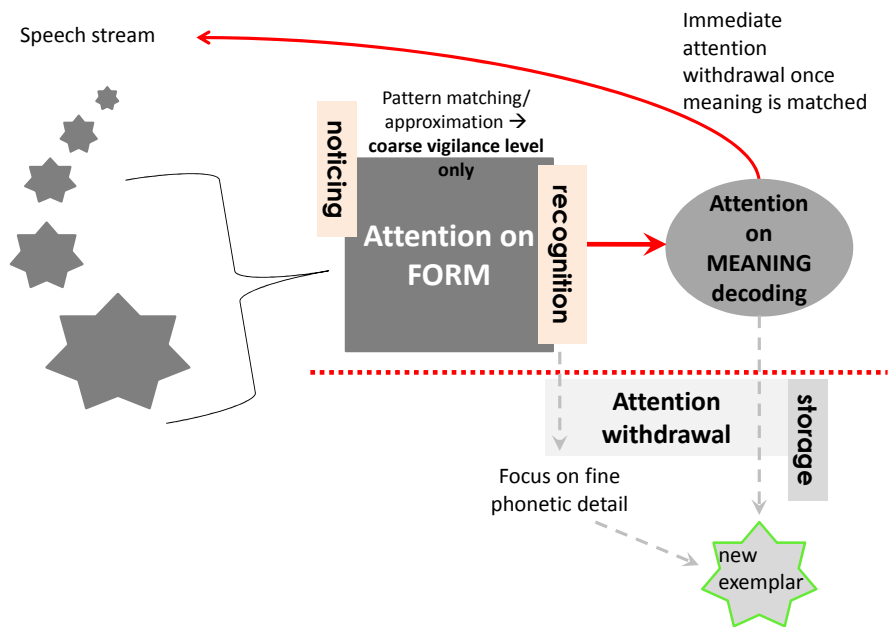 Speech stream
Immediate
attention
withdrawal once
meaning is matched
Pattern matching/
approximation →
coarse vigilance level
only
noticing
Attention on
FORM
recognition
Attention
on
MEANING
decoding
Attention
withdrawal
storage
Focus on fine
phonetic detail
new
exemplar